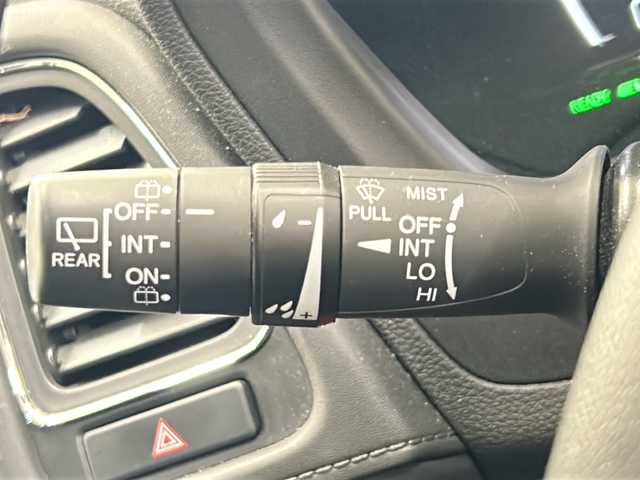 READY
OFF
INT
REAR
ON
-
+
PULL
MIST
OFF
INT
LO
HI